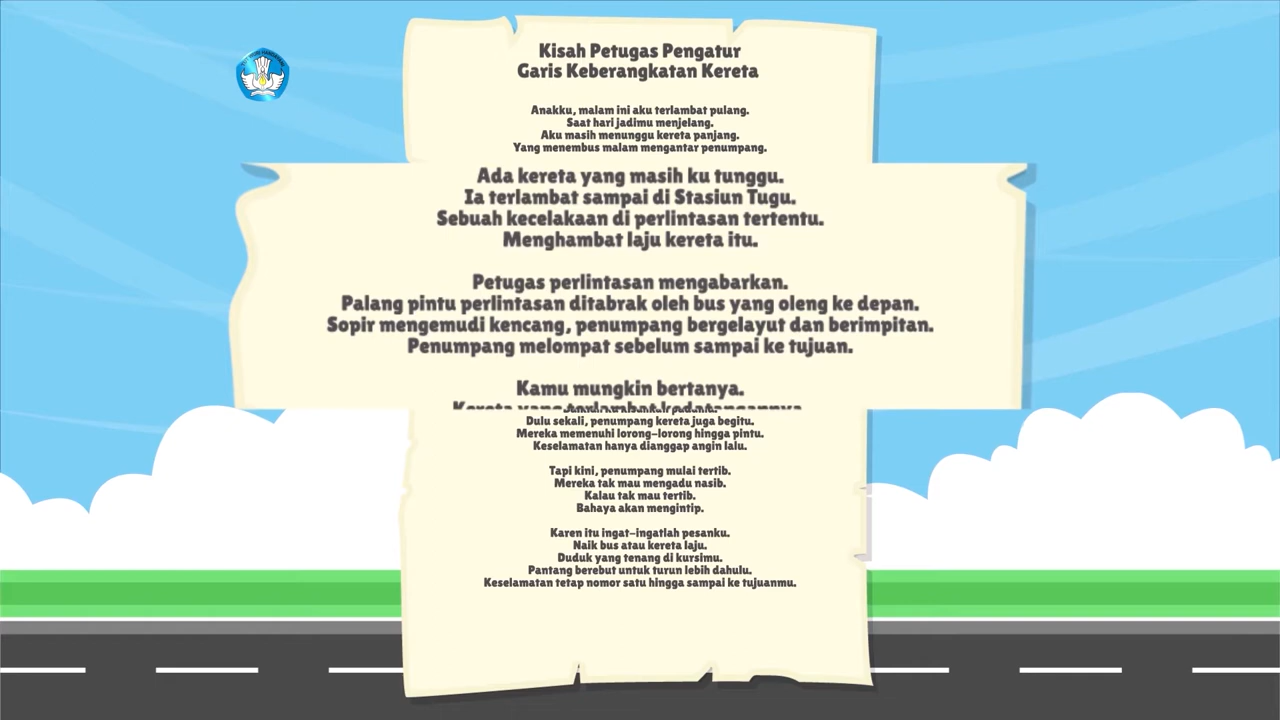 Kisah Petugas Pengatur
Garis Keberangkatan Kereta
Anakku, malam ini aku terlambat pulang.
Saat hari jadimu menjelang.
Aku masih menunggu kereta panjang.
Yang menembus malam mengantar penumpang.
Ada kereta yang masih ku tunggu.
Ia terlambat sampai di Stasiun Tugu.
Sebuah kecelakaan di perlintasan tertentu.
Menghambat laju kereta itu.
Petugas perlintasan mengabarkan.
Palang pintu perlintasan ditabrak oleh bus yang oleng ke depan.
Sopir mengemudi kencang, penumpang bergelayut dan berimpitan.
Penumpang melompat sebelum sampai ke tujuan.
Kamu mungkin bertanya.
Kereta yang terlambat kedatangannya
Dulu sekali, penumpang kereta juga begitu.
Mereka memenuhi lorong-lorong hingga pintu.
Keselamatan hanya dianggap angin lalu.
Tapi kini, penumpang mulai tertib.
Mereka tak mau mengadu nasib.
Kalau tak mau tertib.
Bahaya akan mengintip.
Karen itu ingat-ingatlah pesanku.
Naik bus atau kereta laju.
Duduk yang tenang di kursimu.
Pantang berebut untuk turun lebih dahulu.
Keselamatan tetap nomor satu hingga sampai ke tujuanmu.